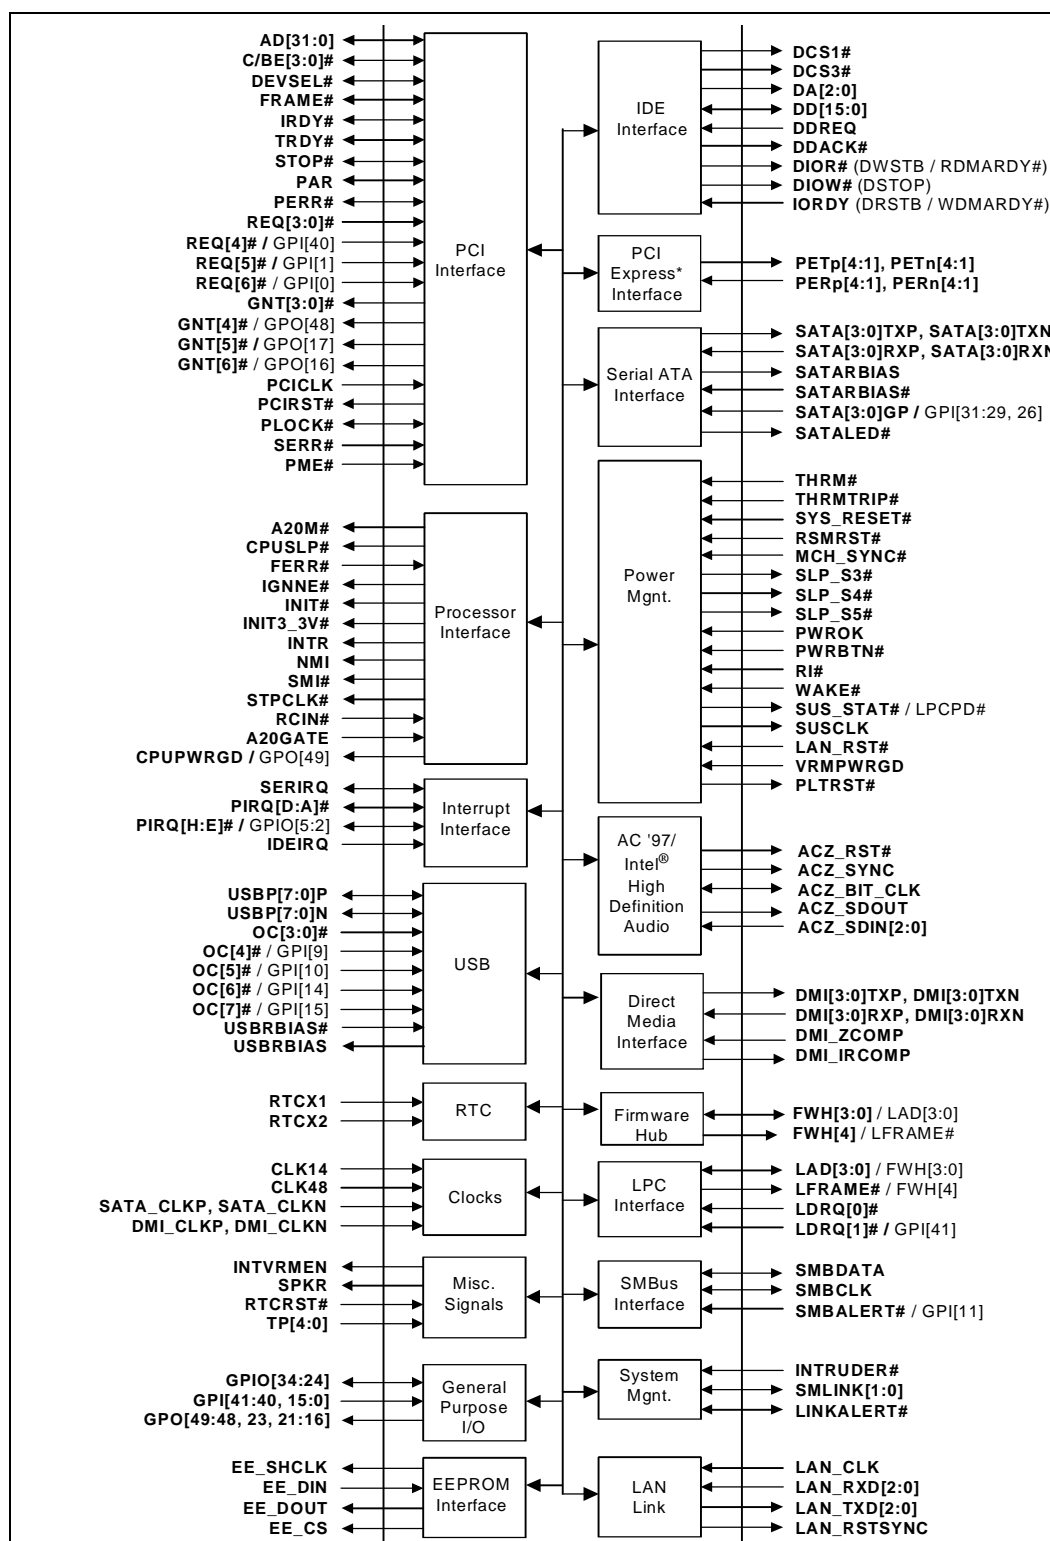 AD[31:0]
C/BE[3:0]#
DEVSEL#
FRAME#
IRDY#
TRDY#
STOP#
PAR
PERR#
REQ[3:0]#
REQ[4]# / GPI[40]
REQ[5]# / GPI[1]
REQ[6]# / GPI[0]
GNT[3:0]#
GNT[4]# / GPO[48]
GNT[5]# / GPO[17]
GNT[6]# / GPO[16]
PCICLK
PCIRST#
PLOCK#
SERR#
PME#
PCI
Interface
A20M#
CPUSLP#
FERR#
IGNNE#
INIT#
INIT3_3V#
INTR
NMI
SMI#
STPCLK#
RCIN#
A20GATE
CPUPWRGD / GPO[49]
Processor
Interface
SERIRQ
PIRQ[D:A]#
PIRQ[H:E]# / GPIO[5:2]
IDEIRQ
Interrupt
Interface
USBP[7:0]P
USBP[7:0]N
OC[3:0]#
OC[4]# / GPI[9]
OC[5]# / GPI[10]
OC[6]# / GPI[14]
OC[7]# / GPI[15]
USBRBIAS#
USBRBIAS
USB
RTCX1
RTCX2
RTC
CLK14
CLK48
SATA_CLKP, SATA_CLKN
DMI_CLKP, DMI_CLKN
Clocks
INTVRMEN
SPKR
RTCRST#
TP[4:0]
Misc.
Signals
GPIO[34:24]
GPI[41:40, 15:0]
GPO[49:48, 23, 21:16]
General
Purpose
I/O
EE_SHCLK
EE_DIN
EE_DOUT
EE_CS
EEPROM
Interface
IDE
Interface
DCS1#
DCS3#
DA[2:0]
DD[15:0]
DDREQ
DDACK#
DIOR# (DWSTB / RDMARDY#)
DIOW# (DSTOP)
IORDY (DRSTB / WDMARDY#)
PCI
Express*
Interface
PETp[4:1], PETn[4:1]
PERp[4:1], PERn[4:1]
Serial ATA
Interface
SATA[3:0]TXP, SATA[3:0]TXN
SATA[3:0]RXP, SATA[3:0]RXN
SATARBIAS
SATARBIAS#
SATA[3:0]GP / GPI[31:29, 26]
SATALED#
Power
Mgnt.
THRM#
THRMTRIP#
SYS_RESET#
RSMRST#
MCH_SYNC#
SLP_S3#
SLP_S4#
SLP_S5#
PWROK
PWRBTN#
RI#
WAKE#
SUS_STAT# / LPCPD#
SUSCLK
LAN_RST#
VRMPWRGD
PLTRST#
AC '97/
Intel®
High
Definition
Audio
ACZ_RST#
ACZ_SYNC
ACZ_BIT_CLK
ACZ_SDOUT
ACZ_SDIN[2:0]
Direct
Media
Interface
DMI[3:0]TXP, DMI[3:0]TXN
DMI[3:0]RXP, DMI[3:0]RXN
DMI_ZCOMP
DMI_IRCOMP
Firmware
Hub
FWH[3:0] / LAD[3:0]
FWH[4] / LFRAME#
LPC
Interface
LAD[3:0] / FWH[3:0]
LFRAME# / FWH[4]
LDRQ[0]#
LDRQ[1]# / GPI[41]
SMBus
Interface
SMBDATA
SMBCLK
SMBALERT# / GPI[11]
System
Mgnt.
INTRUDER#
SMLINK[1:0]
LINKALERT#
LAN
Link
LAN_CLK
LAN_RXD[2:0]
LAN_TXD[2:0]
LAN_RSTSYNC